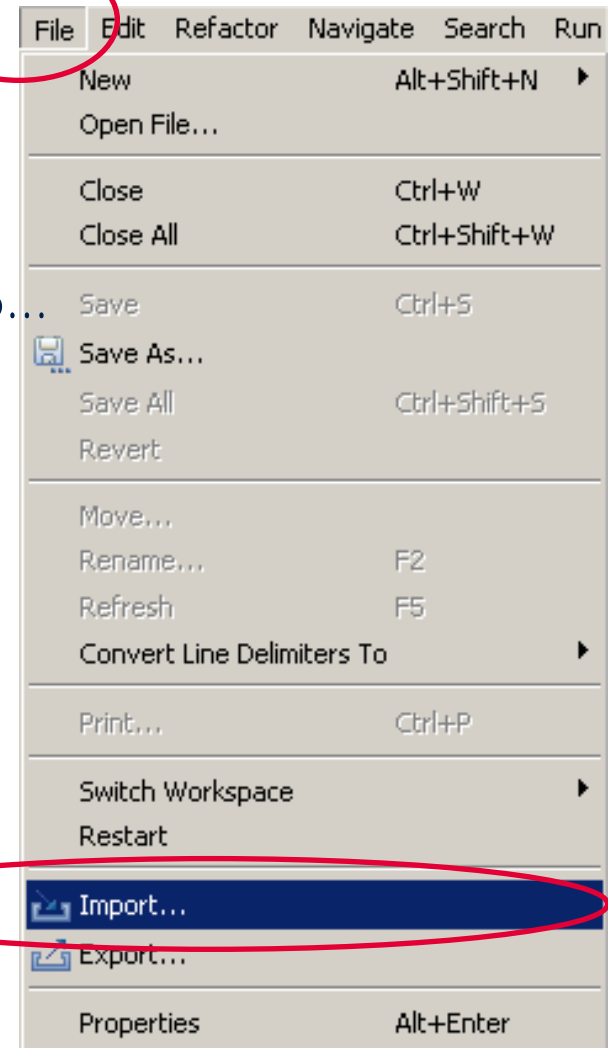 File Edit Refactor Navigate Search Run
New Alt+Shift+N
Open File...
Close Ctrl+W
Close All Ctrl+Shift+W
Save Ctrl+S
Save As...
Save All Ctrl+Shift+S
Revert
Move...
Rename... F2
Refresh F5
Convert Line Delimiters To
Print... Ctrl+P
Switch Workspace
Restart
Import...
Export...
Properties Alt+Enter